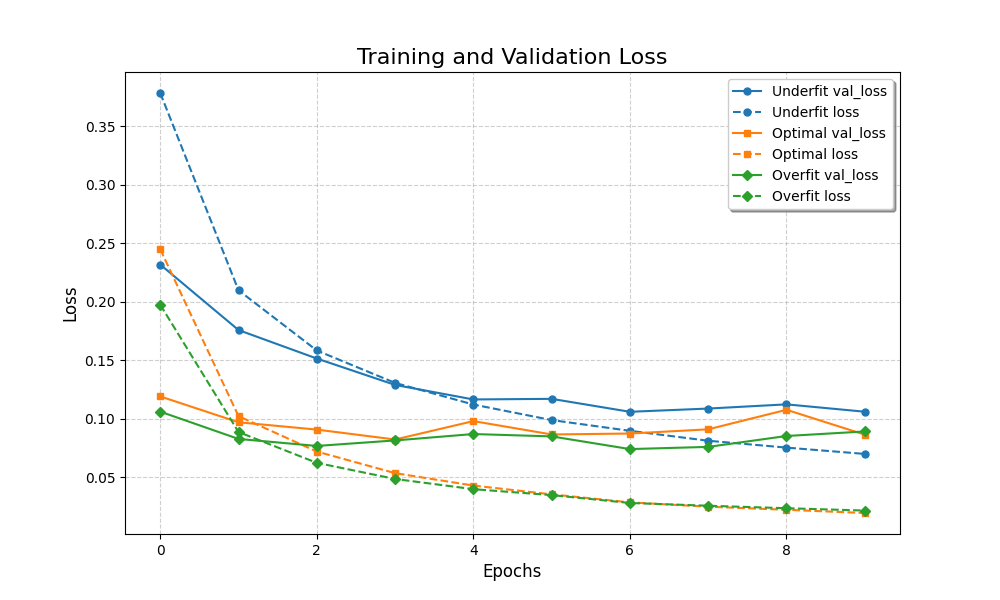 Training and Validation Loss
Underfit val_loss
Underfit loss
Optimal val_loss
Optimal loss
Overfit val_loss
Overfit loss
Loss
0.35
0.30
0.25
0.20
0.15
0.10
0.05
0 2 4 6 8
Epochs